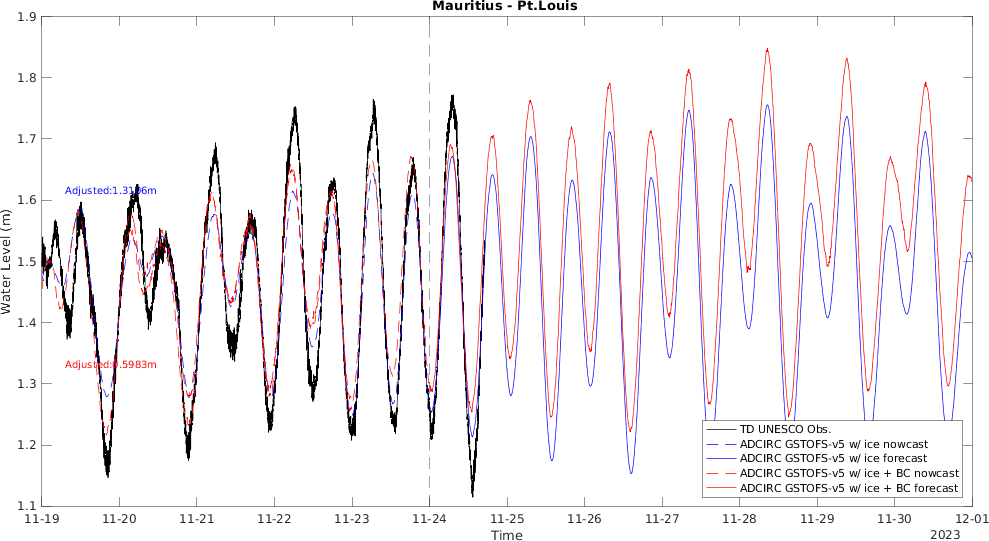 Mauritius - Pt.Louis
Water Level (m)
1.9
1.8
1.7
1.6
1.5
1.4
1.3
1.2
1.1
Adjusted:1.3106m
Adjusted:0.5983m
TD UNESCO Obs.
ADCIRC GSTOFS-v5 w/ ice nowcast
ADCIRC GSTOFS-v5 w/ ice forecast
ADCIRC GSTOFS-v5 w/ ice + BC nowcast
ADCIRC GSTOFS-v5 w/ ice + BC forecast
11-19 11-20 11-21 11-22 11-23 11-24 11-25 11-26 11-27 11-28 11-29 11-30 12-01
Time
2023